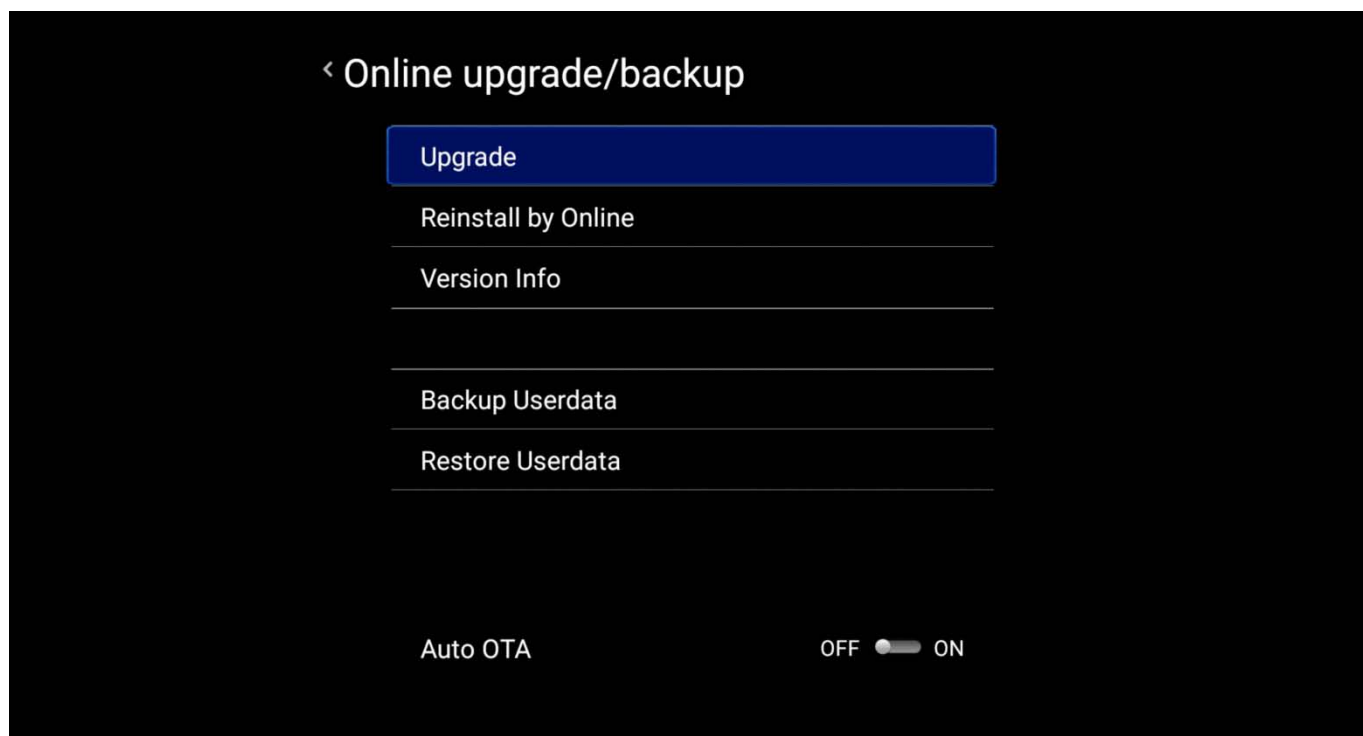 Online upgrade/backup
Upgrade
Reinstall by Online
Version Info
Backup Userdata
Restore Userdata
Auto OTA OFF ON